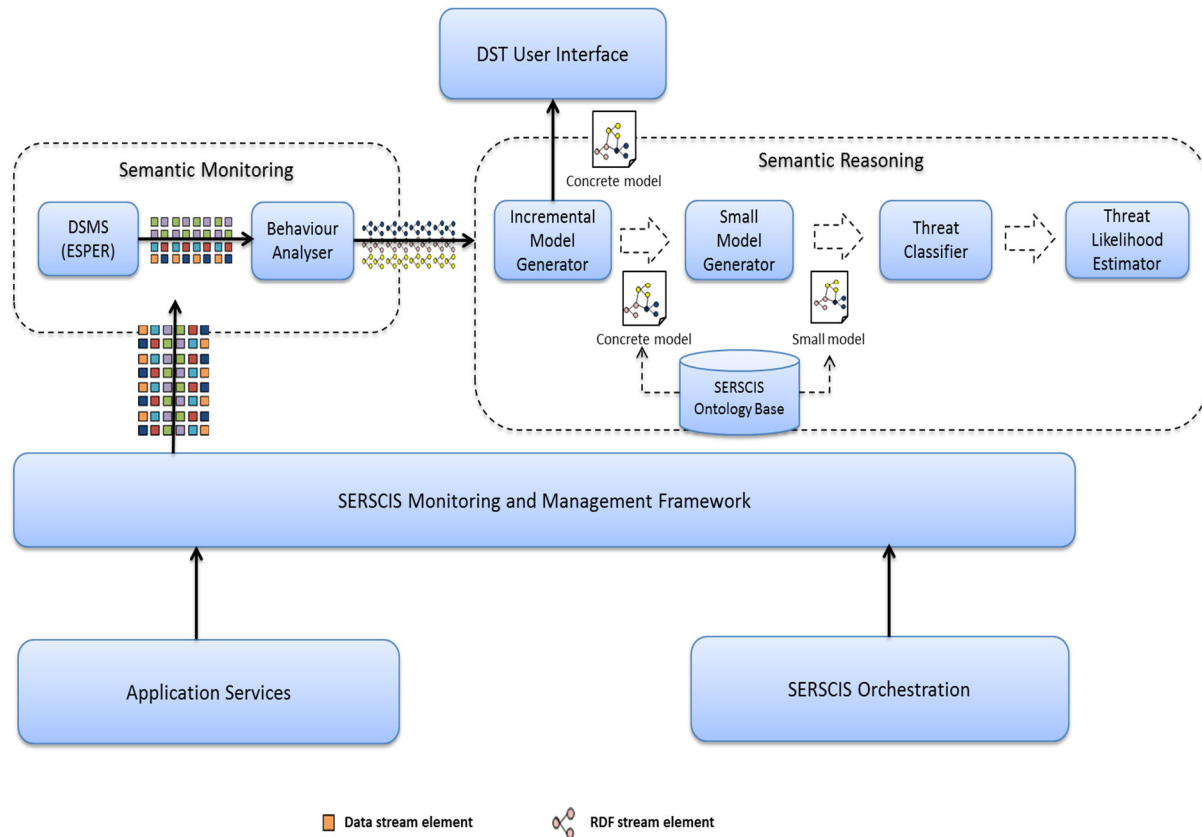 DST User Interface
Concrete model
Semantic Monitoring
Semantic Reasoning
DSMS
(ESPER)
Behaviour
Analyser
Incremental
Model
Generator
Small
Model
Generator
Threat
Classifier
Threat
Likelihood
Estimator
Concrete model
Small model
SERSCIS
Ontology Base
SERSCIS Monitoring and Management Framework
Application Services
SERSCIS Orchestration
Data stream element
RDF stream element